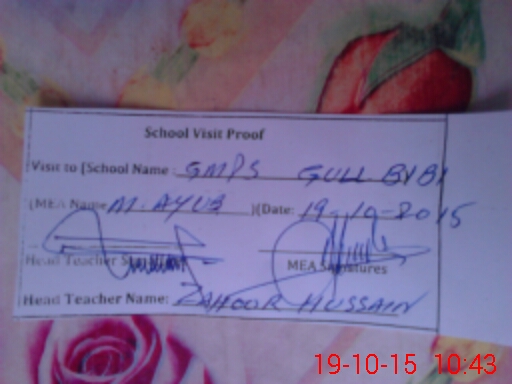 School Visit Proof
Visit to [School Name: GMPS GULL BIBI
(MEA Name M. AYUB )(Date: 19-10-2015
Head Teacher MEA Signatures
Head Teacher Name: ZAHOOR HUSSAIN
19-10-15 10:43